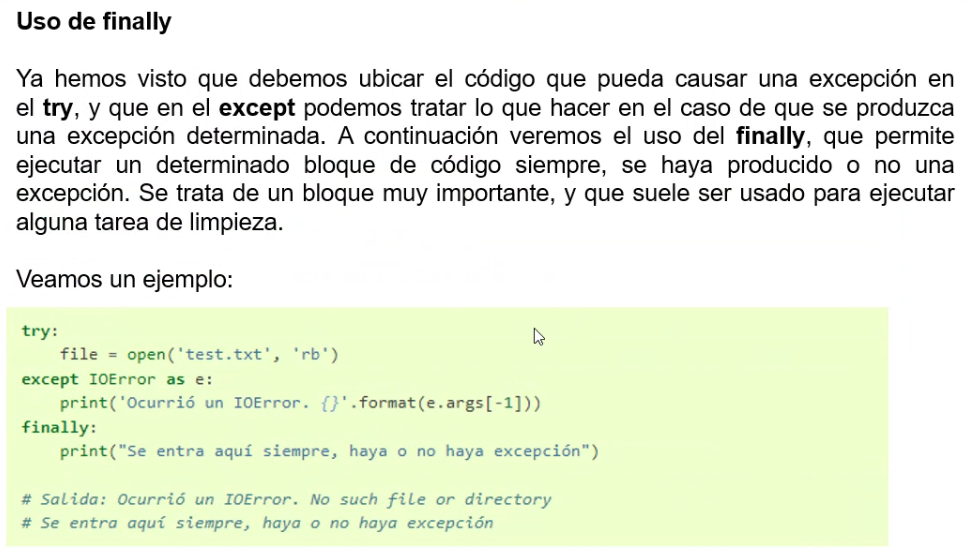 Uso de finally
Ya hemos visto que debemos ubicar el código que pueda causar una excepción en
el try, y que en el except podemos tratar lo que hacer en el caso de que se produzca
una excepción determinada. A continuación veremos el uso del finally, que permite
ejecutar un determinado bloque de código siempre, se haya producido o no una
excepción. Se trata de un bloque muy importante, y que suele ser usado para ejecutar
alguna tarea de limpieza.
Veamos un ejemplo:
try:
    file = open('test.txt', 'rb')
except IOError as e:
    print('Ocurrió un IOError. {}'.format(e.args[-1]))
finally:
    print("Se entra aquí siempre, haya o no haya excepción")
# Salida: Ocurrió un IOError. No such file or directory
# Se entra aquí siempre, haya o no haya excepción